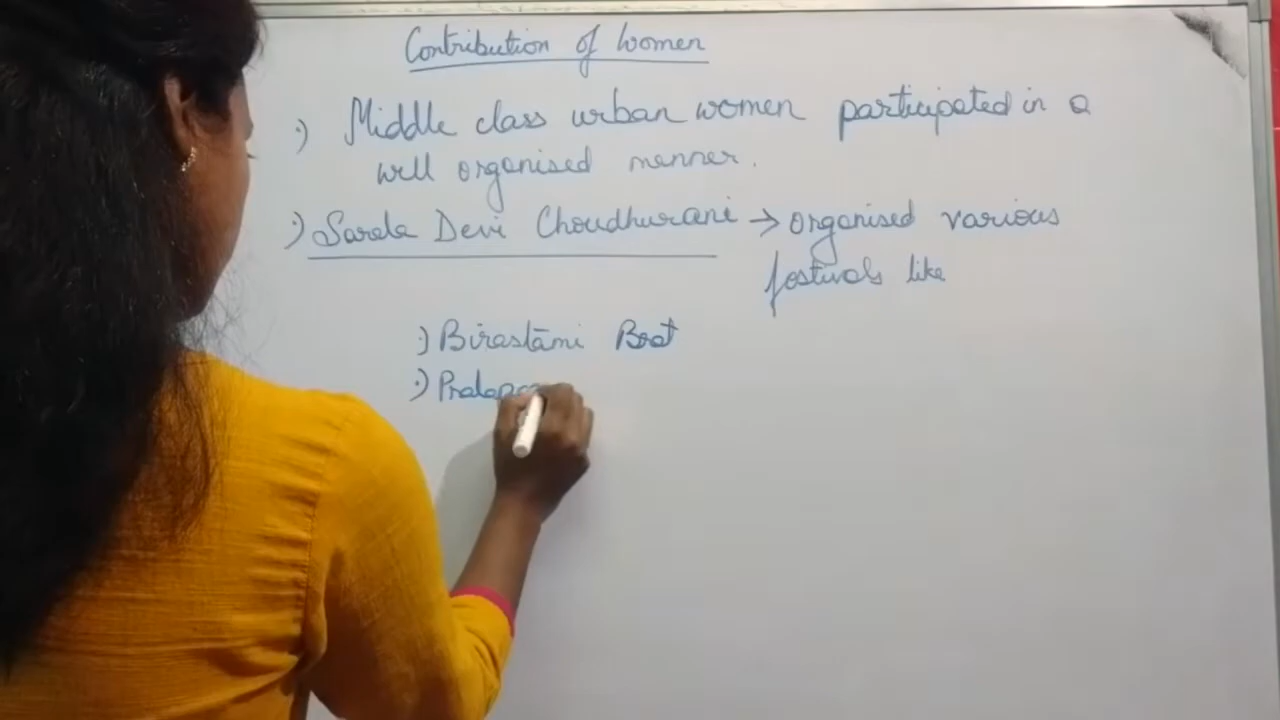 Contribution of Women
:) Middle class urban women participated in a
well organised manner.
:) Sarala Devi Choudhurani → organised various
festivals like
:) Birastāmi Brat
:)